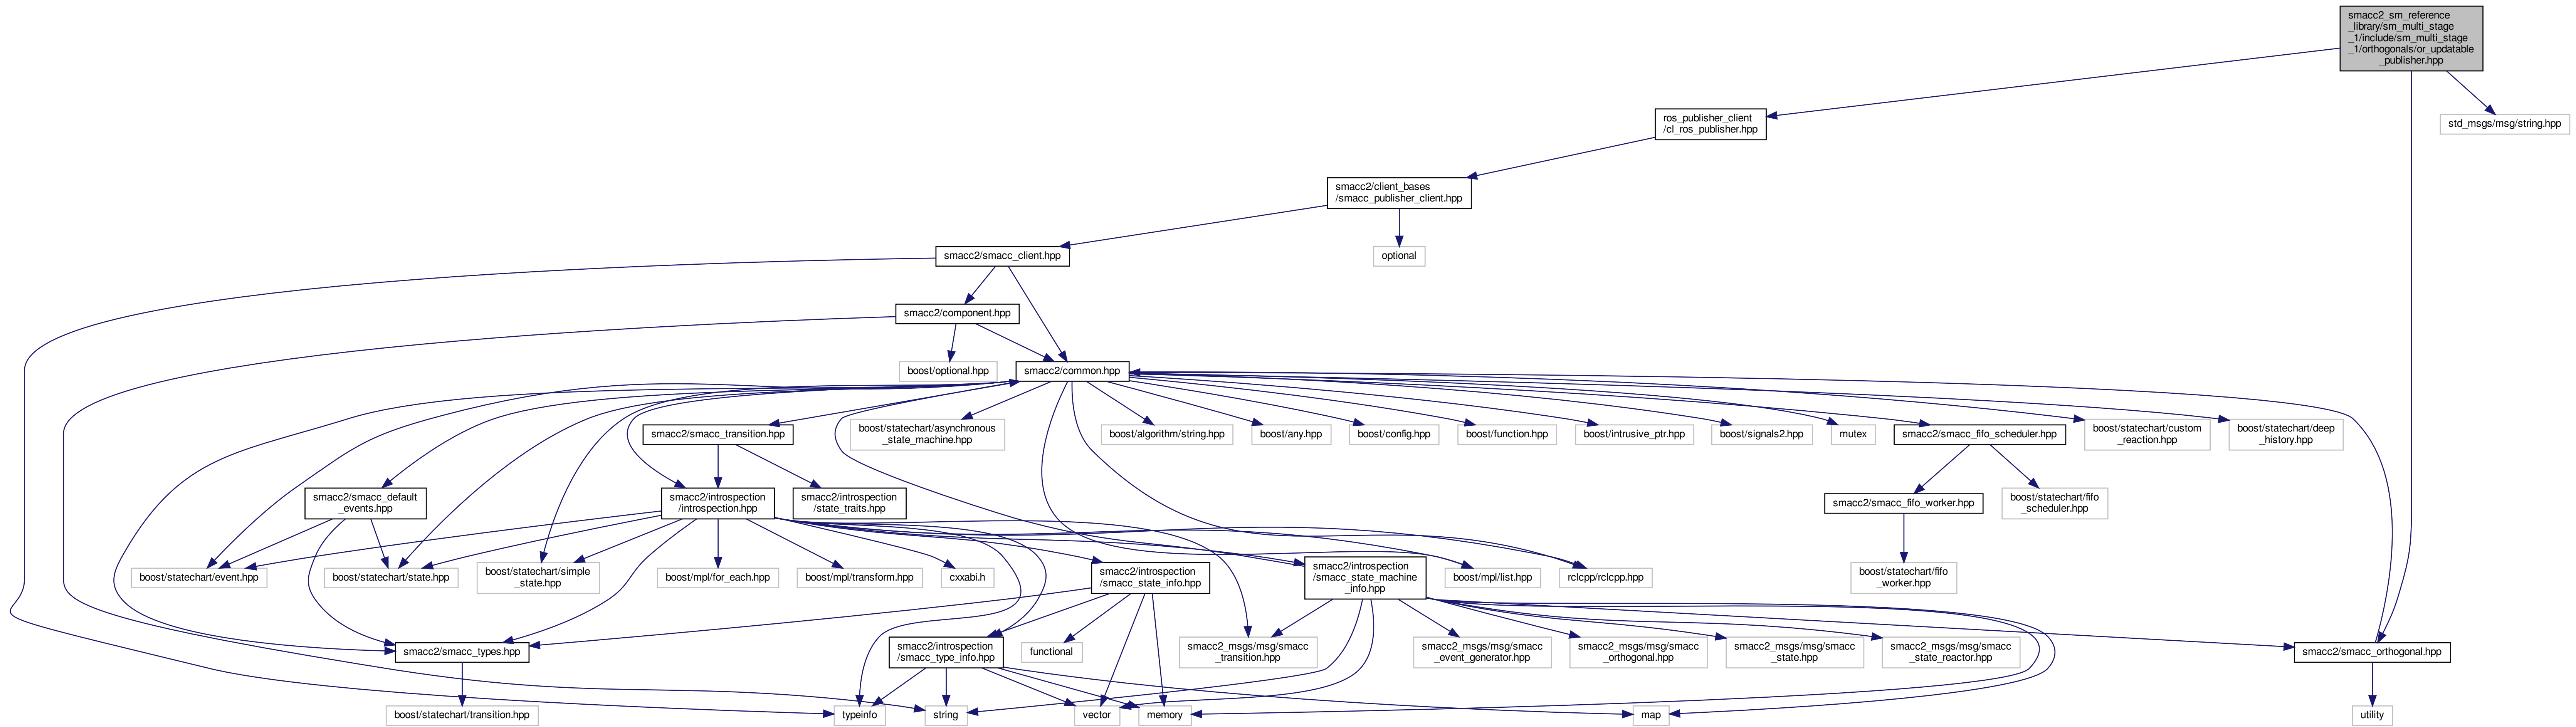 smacc2_sm_reference
_library/sm_multi_stage
_1/include/sm_multi_stage
_1/orthogonals/or_updatable
_publisher.hpp
ros_publisher_client
/cl_ros_publisher.hpp
std_msgs/msg/string.hpp
smacc2/client_bases
/smacc_publisher_client.hpp
smacc2/smacc_client.hpp
optional
smacc2/component.hpp
boost/optional.hpp
smacc2/common.hpp
smacc2/smacc_transition.hpp
boost/statechart/asynchronous
_state_machine.hpp
boost/algorithm/string.hpp
boost/any.hpp
boost/config.hpp
boost/function.hpp
boost/intrusive_ptr.hpp
boost/signals2.hpp
mutex
smacc2/smacc_fifo_scheduler.hpp
boost/statechart/custom
_reaction.hpp
boost/statechart/deep
_history.hpp
smacc2/smacc_default
_events.hpp
smacc2/introspection
/introspection.hpp
smacc2/introspection
/state_traits.hpp
smacc2/smacc_fifo_worker.hpp
boost/statechart/fifo
_scheduler.hpp
boost/statechart/event.hpp
boost/statechart/state.hpp
boost/statechart/simple
_state.hpp
boost/mpl/for_each.hpp
boost/mpl/transform.hpp
cxxabi.h
smacc2/introspection
/smacc_state_info.hpp
smacc2/introspection
/smacc_state_machine
_info.hpp
boost/mpl/list.hpp
rclcpp/rclcpp.hpp
boost/statechart/fifo
_worker.hpp
smacc2/smacc_types.hpp
smacc2/introspection
/smacc_type_info.hpp
functional
smacc2_msgs/msg/smacc
_transition.hpp
smacc2_msgs/msg/smacc
_event_generator.hpp
smacc2_msgs/msg/smacc
_orthogonal.hpp
smacc2_msgs/msg/smacc
_state.hpp
smacc2_msgs/msg/smacc
_state_reactor.hpp
smacc2/smacc_orthogonal.hpp
boost/statechart/transition.hpp
typeinfo
string
vector
memory
map
utility